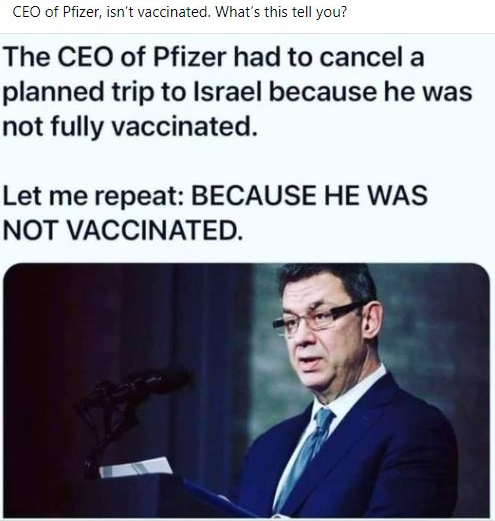 CEO of Pfizer, isn't vaccinated. What's this tell you?
The CEO of Pfizer had to cancel a
planned trip to Israel because he was
not fully vaccinated.
Let me repeat: BECAUSE HE WAS
NOT VACCINATED.